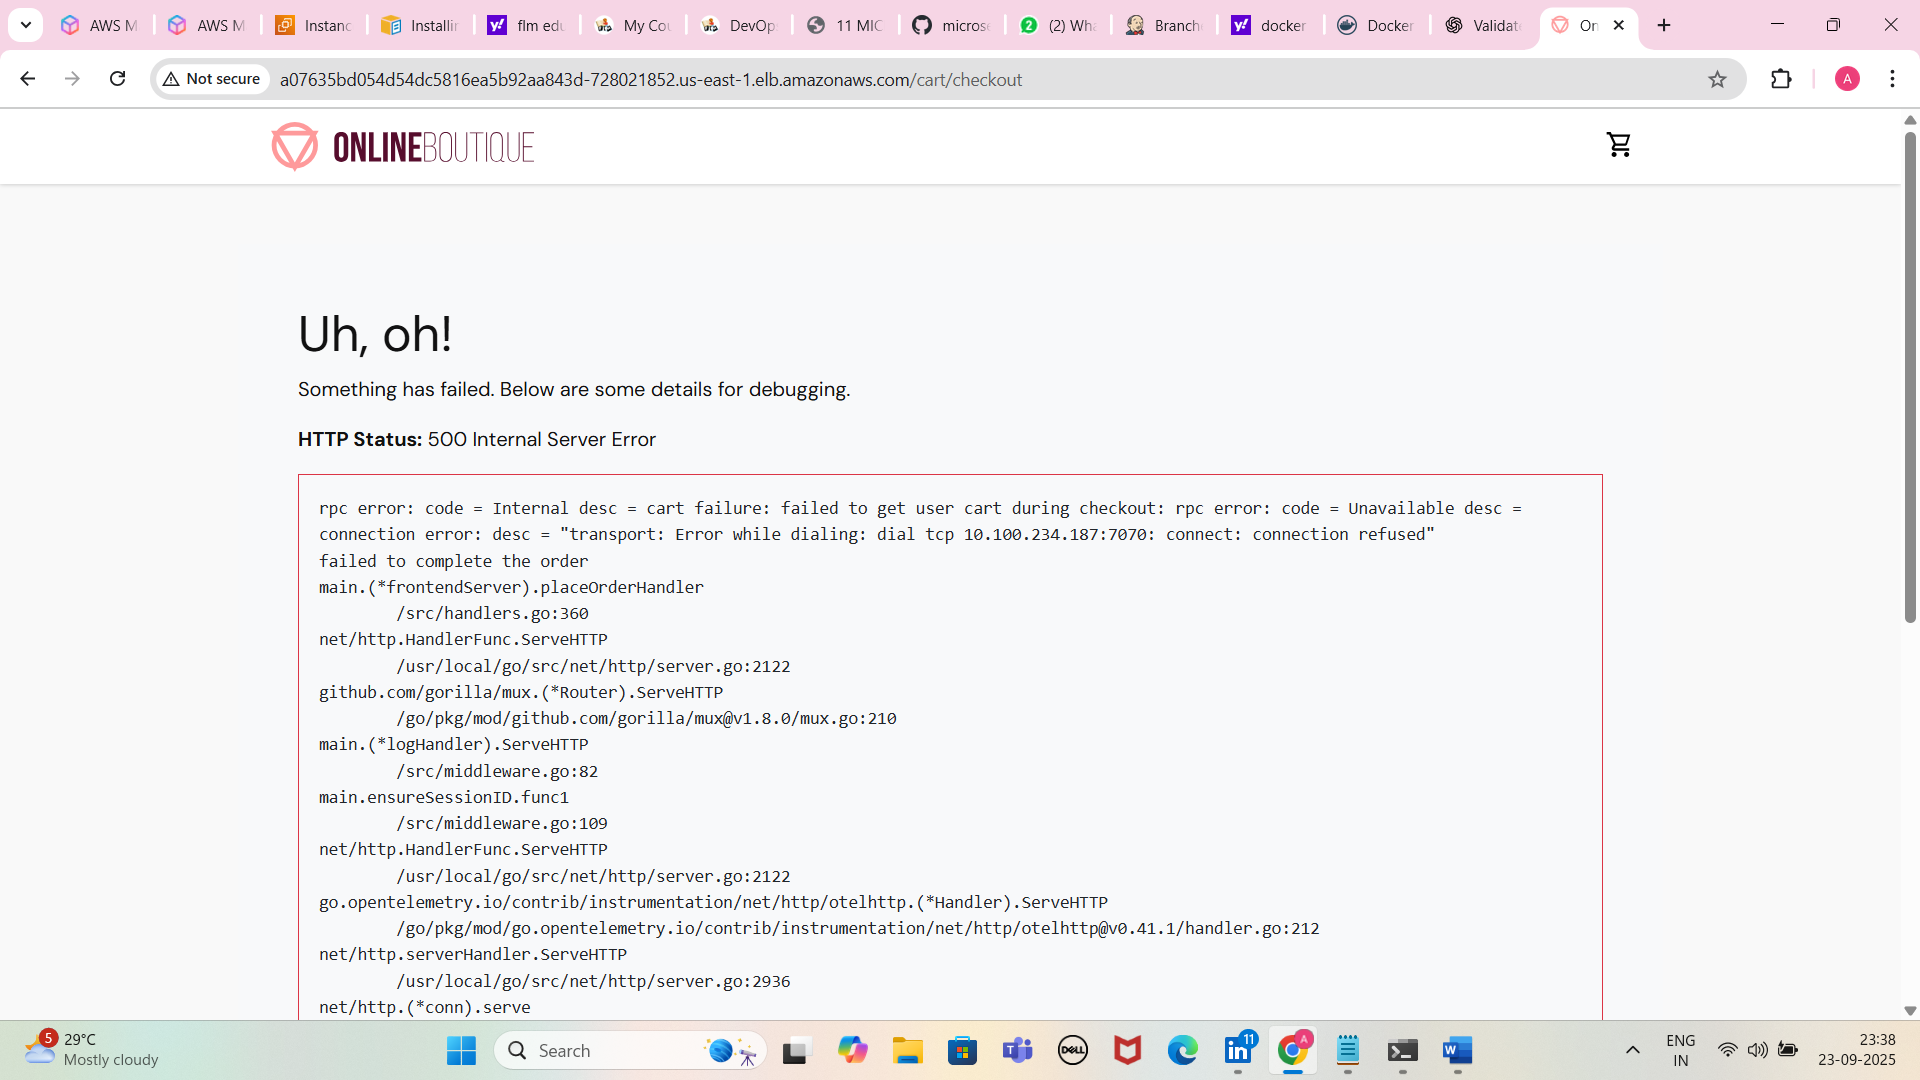 AWS M
AWS M
Instanc
Installin
flm edu
My Cou
DevOp
11 MIC
microse
(2) Wha
Branche
docker
Docker
Validate
On
Not secure
a07635bd054d54dc5816ea5b92aa843d-728021852.us-east-1.elb.amazonaws.com/cart/checkout
A
ONLINEBOUTIQUE
Uh, oh!
Something has failed. Below are some details for debugging.
HTTP Status: 500 Internal Server Error
rpc error: code = Internal desc = cart failure: failed to get user cart during checkout: rpc error: code = Unavailable desc =
connection error: desc = "transport: Error while dialing: dial tcp 10.100.234.187:7070: connect: connection refused"
failed to complete the order
main.(*frontendServer).placeOrderHandler
/src/handlers.go:360
net/http.HandlerFunc.ServeHTTP
/usr/local/go/src/net/http/server.go:2122
github.com/gorilla/mux.(*Router).ServeHTTP
/go/pkg/mod/github.com/gorilla/mux@v1.8.0/mux.go:210
main.(*logHandler).ServeHTTP
/src/middleware.go:82
main.ensureSessionID.func1
/src/middleware.go:109
net/http.HandlerFunc.ServeHTTP
/usr/local/go/src/net/http/server.go:2122
go.opentelemetry.io/contrib/instrumentation/net/http/otelhttp.(*Handler).ServeHTTP
/go/pkg/mod/go.opentelemetry.io/contrib/instrumentation/net/http/otelhttp@v0.41.1/handler.go:212
net/http.serverHandler.ServeHTTP
/usr/local/go/src/net/http/server.go:2936
net/http.(*conn).serve
5
29°C
Mostly cloudy
Search
DELL
11
A
ENG
IN
23:38
23-09-2025